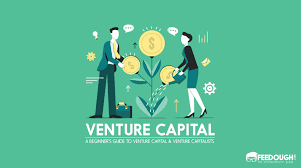 VENTURE CAPITAL
A BEGINNER'S GUIDE TO VENTURE CAPITAL & VENTURE CAPITALISTS
FEEDOUGH